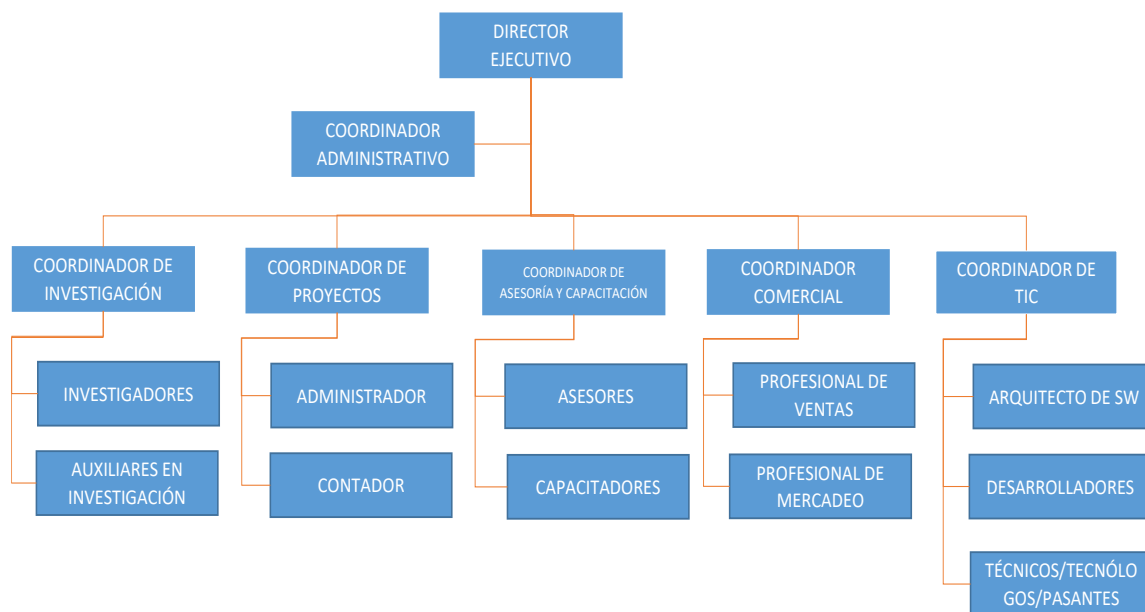 DIRECTOR
EJECUTIVO
COORDINADOR
ADMINISTRATIVO
COORDINADOR DE
INVESTIGACIÓN
COORDINADOR DE
PROYECTOS
COORDINADOR DE
ASESORÍA Y CAPACITACIÓN
COORDINADOR
COMERCIAL
COORDINADOR DE
TIC
INVESTIGADORES
ADMINISTRADOR
ASESORES
PROFESIONAL DE
VENTAS
ARQUITECTO DE SW
AUXILIARES EN
INVESTIGACIÓN
CONTADOR
CAPACITADORES
PROFESIONAL DE
MERCADEO
DESARROLLADORES
TÉCNICOS/TECNÓLO
GOS/PASANTES